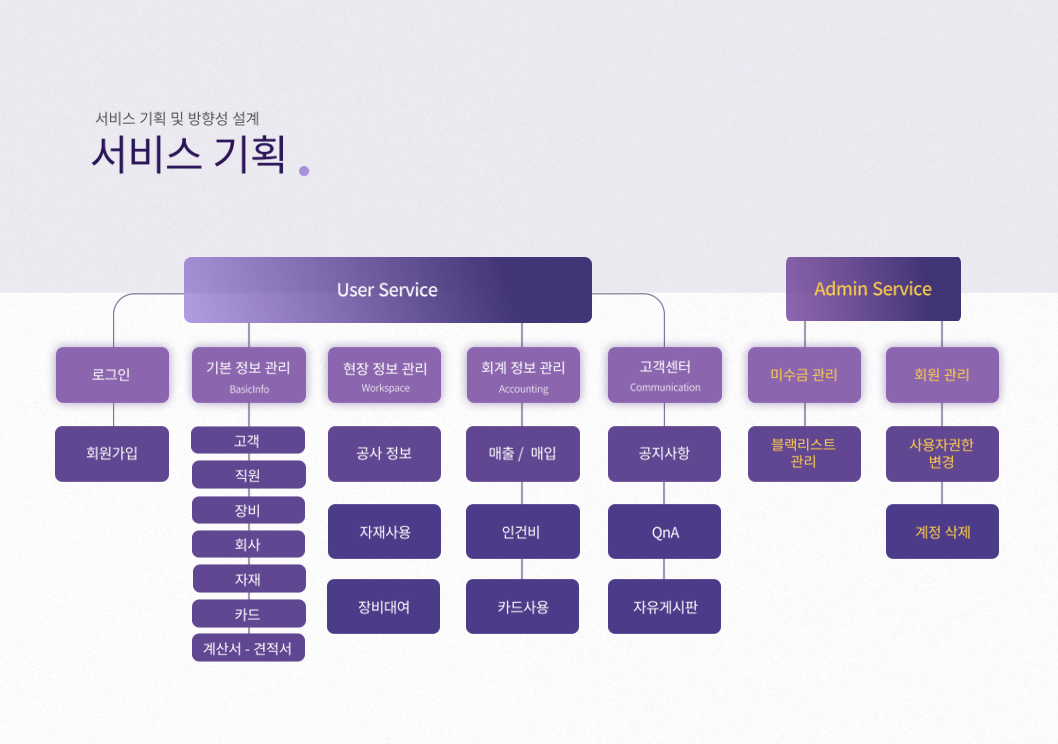 서비스 기획 및 방향성 설계
서비스 기획
User Service
Admin Service
로그인
기본 정보 관리
BasicInfo
현장 정보 관리
Workspace
회계 정보 관리
Accounting
고객센터
Communication
미수금 관리
회원 관리
회원가입
고객
직원
장비
회사
자재
카드
계산서 - 견적서
공사 정보
자재사용
장비대여
매출 / 매입
인건비
카드사용
공지사항
QnA
자유게시판
블랙리스트
관리
사용자권한
변경
계정 삭제